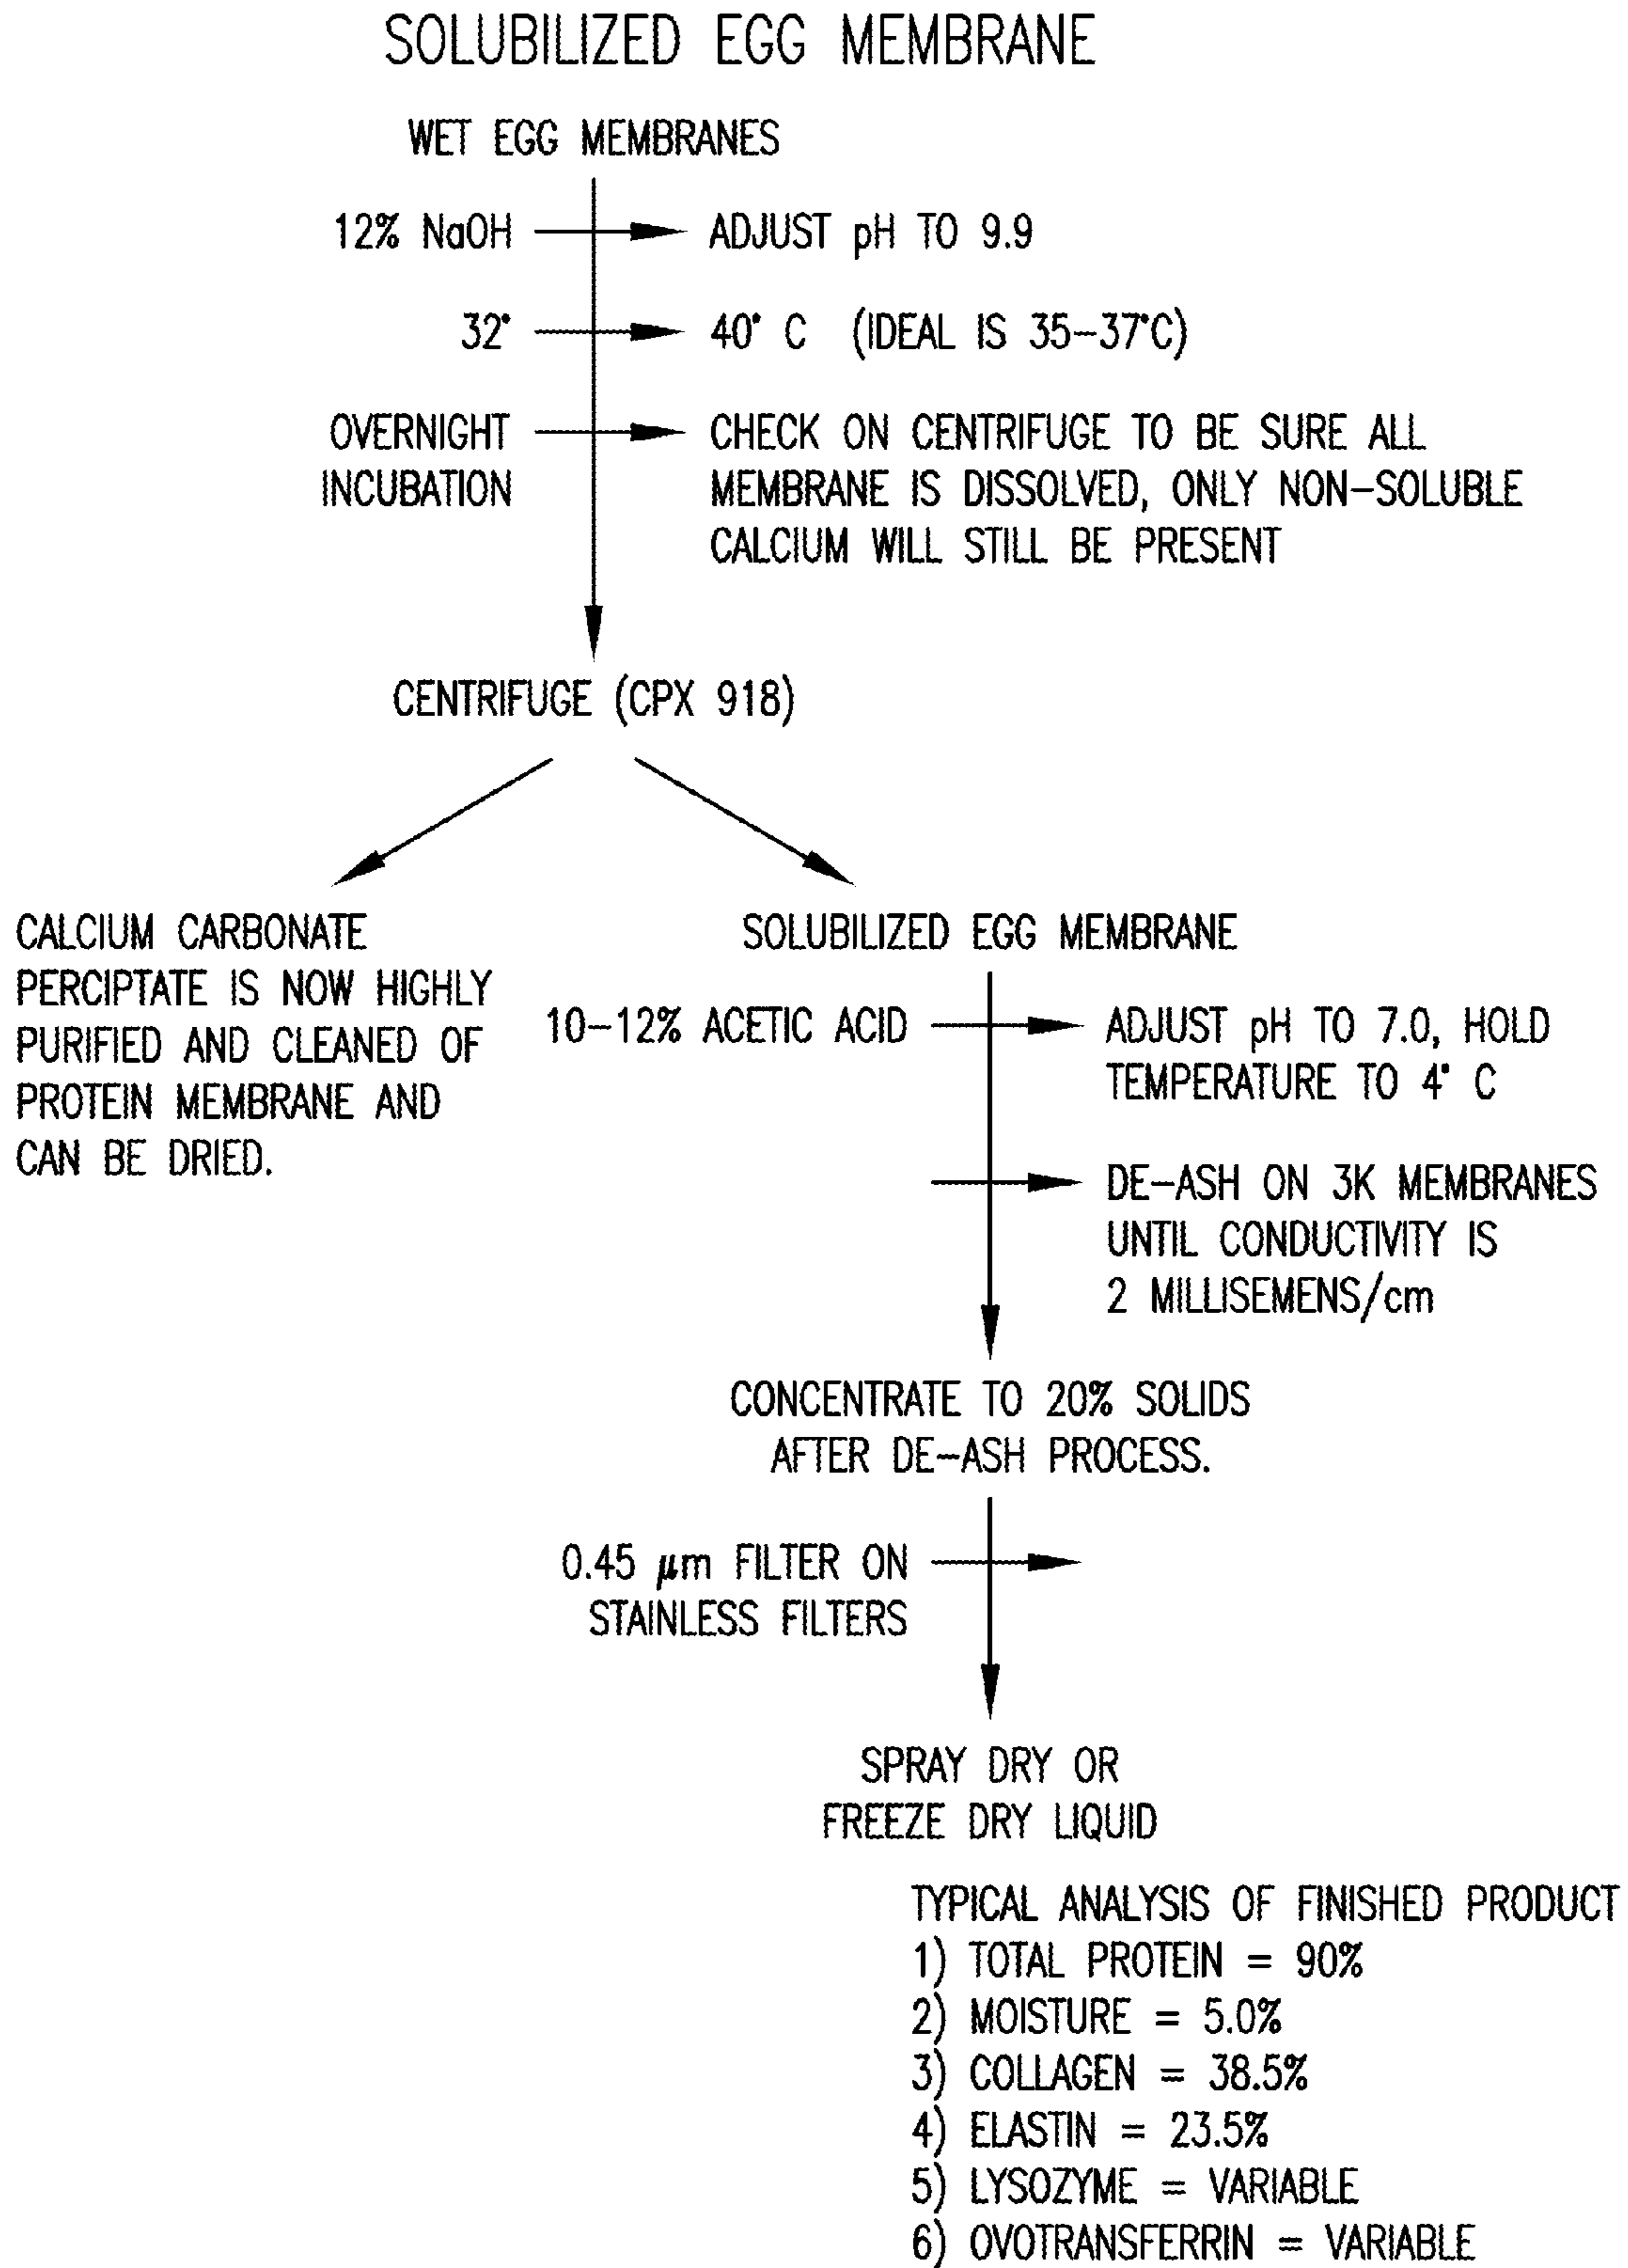 SOLUBILIZED EGG MEMBRANE
WET EGG MEMBRANES
12% NaOH
ADJUST pH TO 9.9
32°
40° C (IDEAL IS 35-37°C)
OVERNIGHT
INCUBATION
CHECK ON CENTRIFUGE TO BE SURE ALL
MEMBRANE IS DISSOLVED, ONLY NON-SOLUBLE
CALCIUM WILL STILL BE PRESENT
CENTRIFUGE (CPX 918)
CALCIUM CARBONATE
PERCIPTATE IS NOW HIGHLY
PURIFIED AND CLEANED OF
PROTEIN MEMBRANE AND
CAN BE DRIED.
SOLUBILIZED EGG MEMBRANE
10-12% ACETIC ACID
ADJUST pH TO 7.0, HOLD
TEMPERATURE TO 4° C
DE-ASH ON 3K MEMBRANES
UNTIL CONDUCTIVITY IS
2 MILLISEMENS/cm
CONCENTRATE TO 20% SOLIDS
AFTER DE-ASH PROCESS.
0.45 μm FILTER ON
STAINLESS FILTERS
SPRAY DRY OR
FREEZE DRY LIQUID
TYPICAL ANALYSIS OF FINISHED PRODUCT
1) TOTAL PROTEIN = 90%
2) MOISTURE = 5.0%
3) COLLAGEN = 38.5%
4) ELASTIN = 23.5%
5) LYSOZYME = VARIABLE
6) OVOTRANSFERRIN = VARIABLE